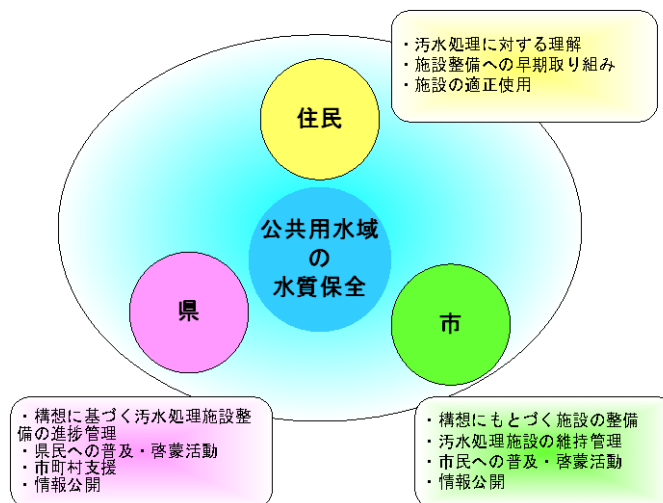 ・汚水処理に対する理解
・施設整備への早期取り組み
・施設の適正使用
住民
公共用水域
の
水質保全
県
市
・構想に基づく汚水処理施設整
備の進捗管理
・県民への普及・啓蒙活動
・市町村支援
・情報公開
・構想にもとづく施設の整備
・汚水処理施設の維持管理
・市民への普及・啓蒙活動
・情報公開